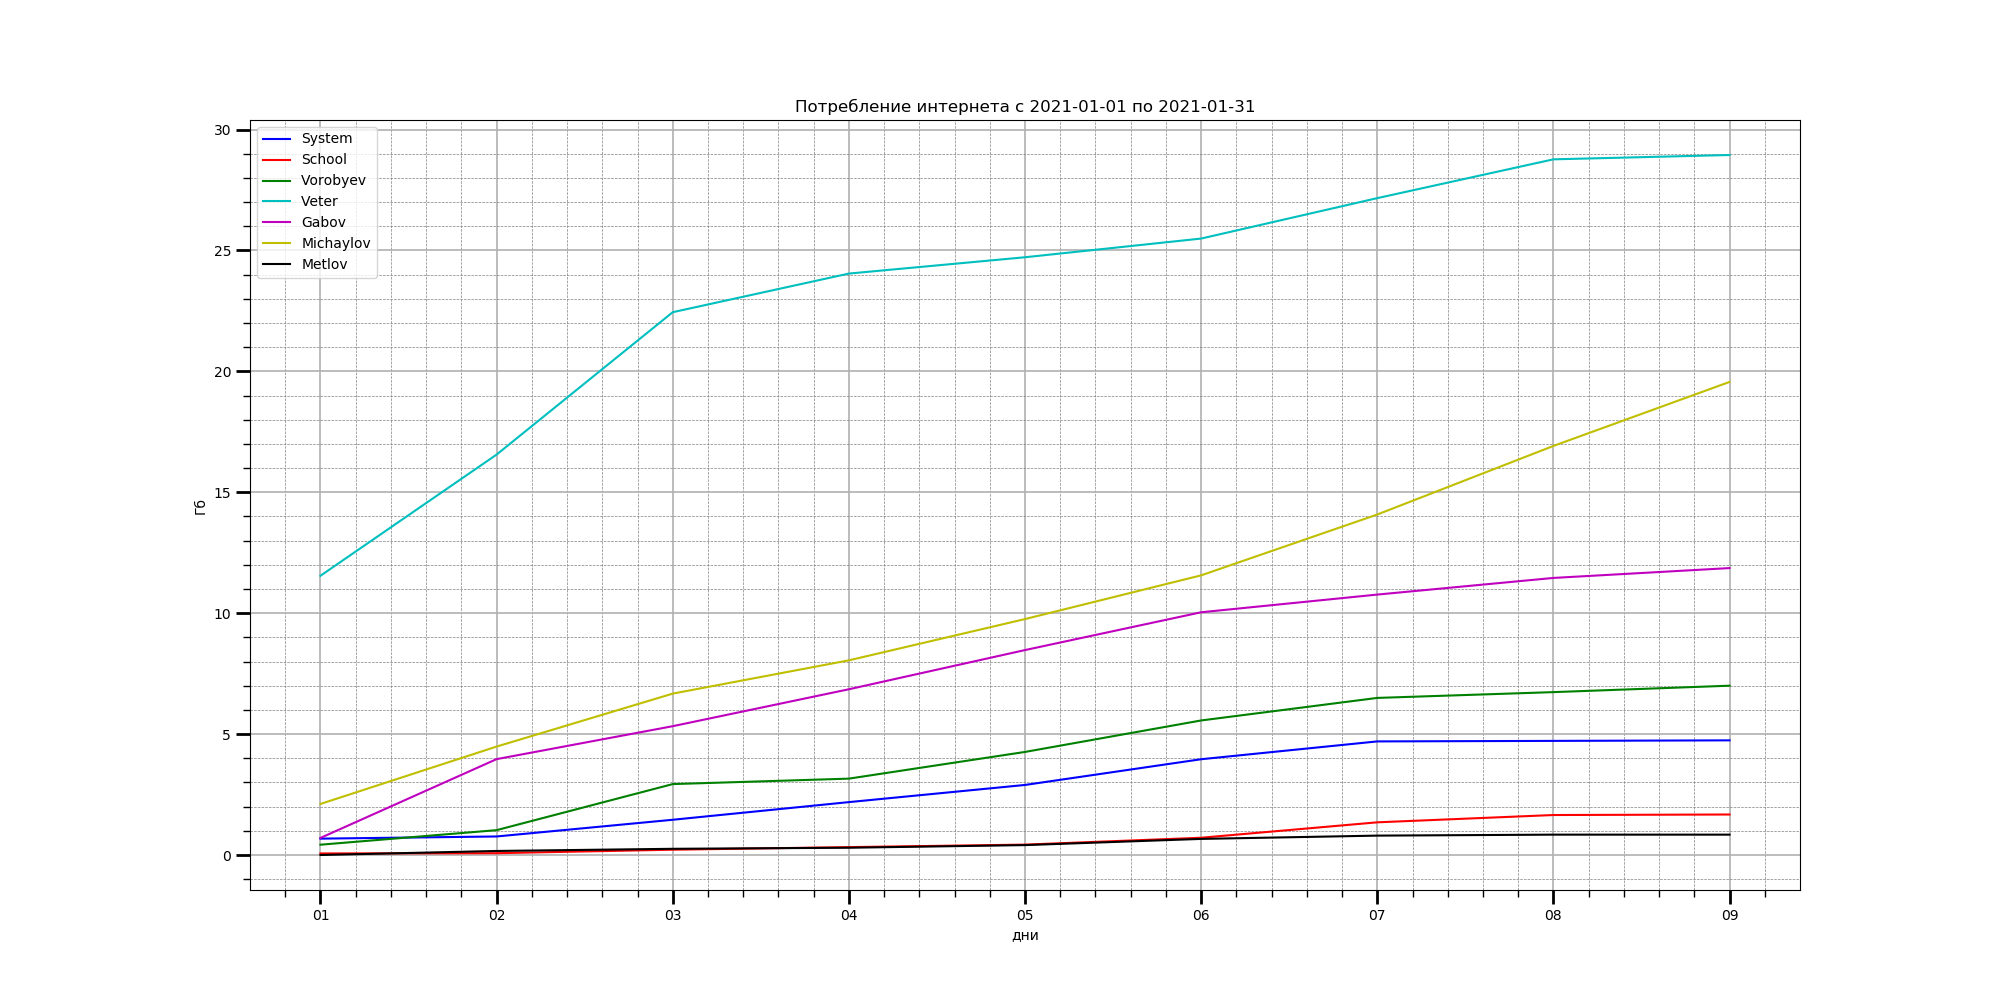 Потребление интернета с 2021-01-01 по 2021-01-31
System
School
Vorobyev
Veter
Gabov
Michaylov
Metlov
30
25
20
15
10
5
0
Гб
01 02 03 04 05 06 07 08 09
дни